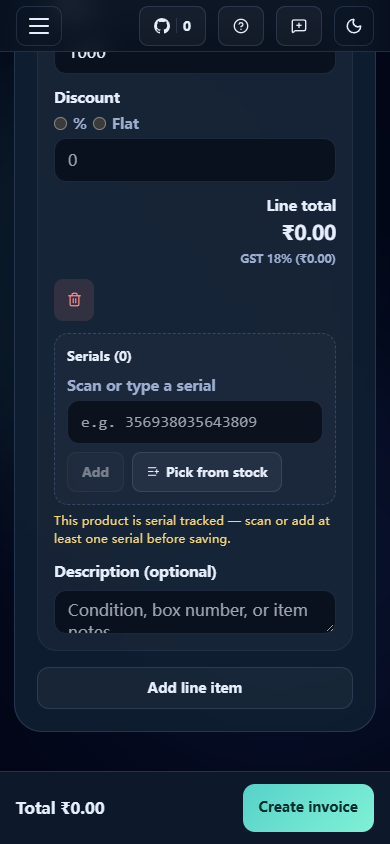 0
1000
Discount
% Flat
0
Line total
₹0.00
GST 18% (₹0.00)
Serials (0)
Scan or type a serial
e.g. 356938035643809
Add
Pick from stock
This product is serial tracked — scan or add at
least one serial before saving.
Description (optional)
Condition, box number, or item
notes
Add line item
Total ₹0.00
Create invoice